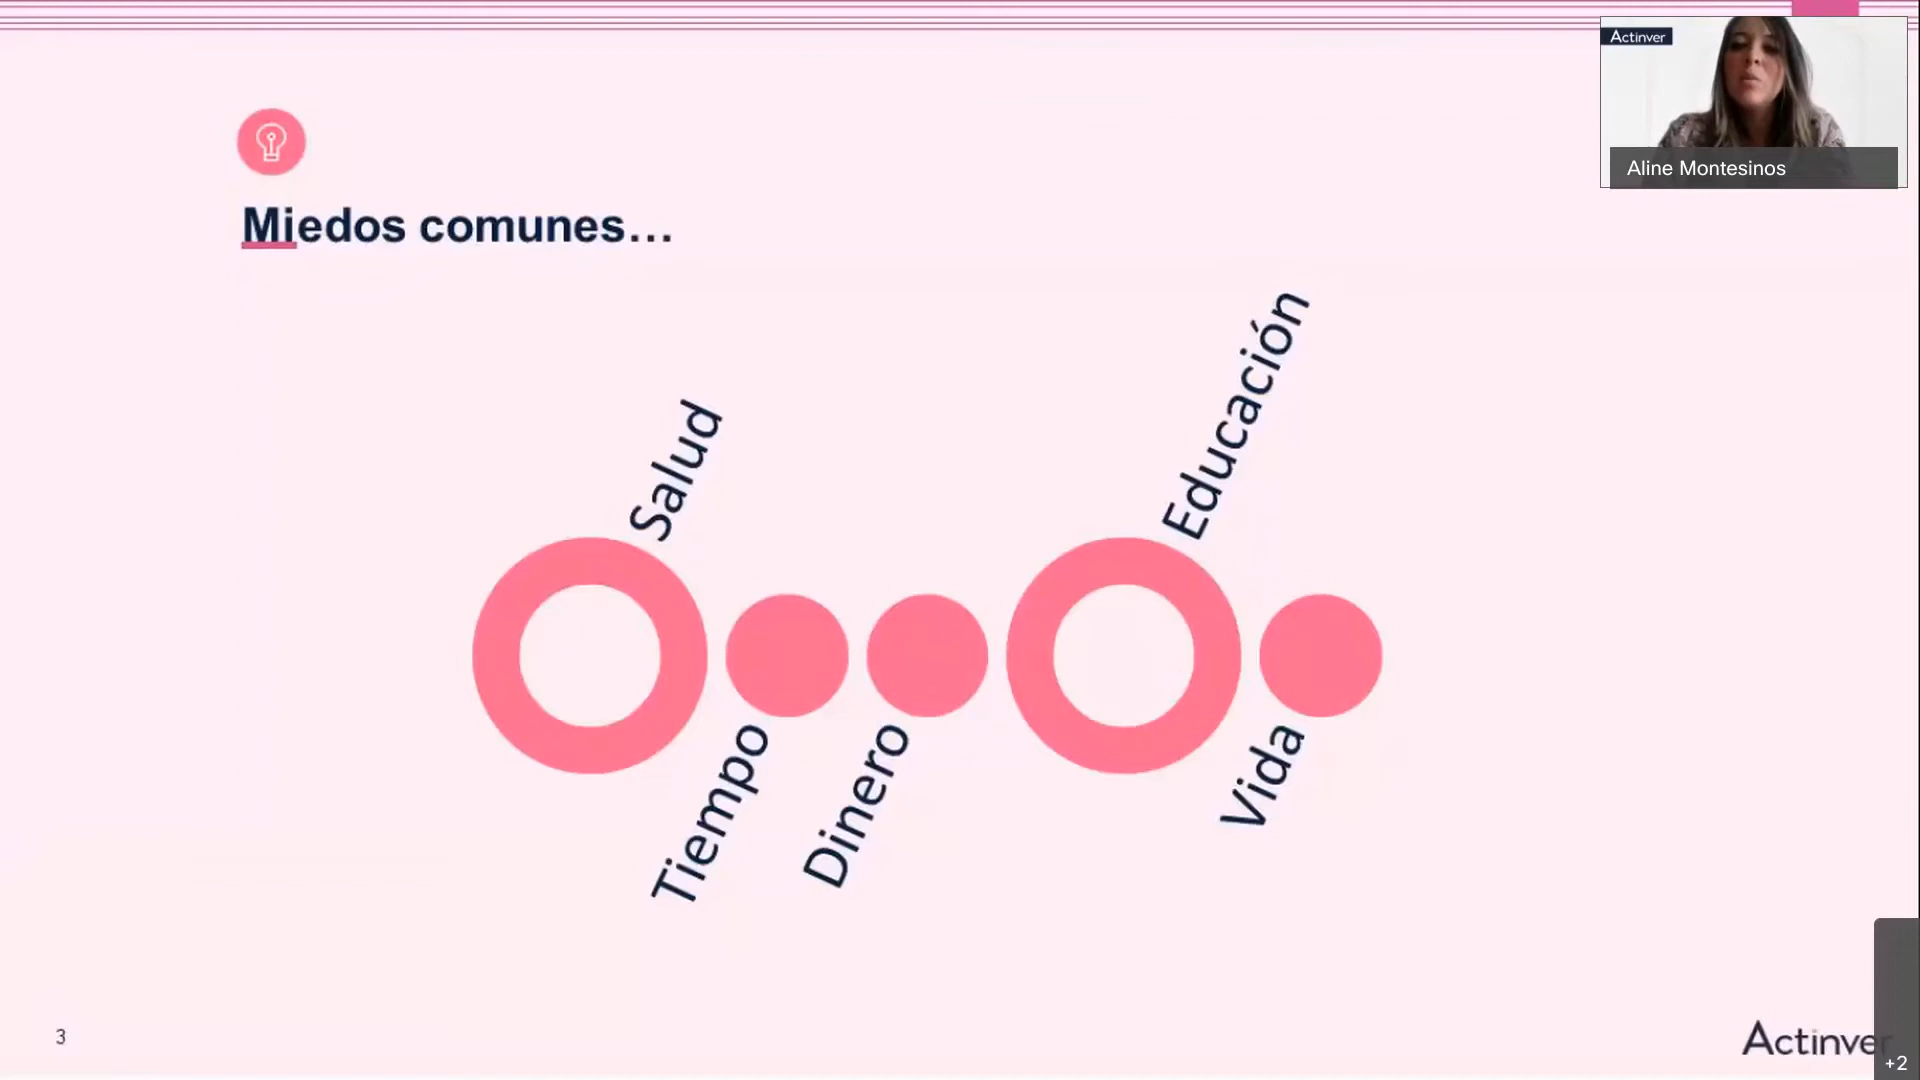 Actinver
Aline Montesinos
Miedos comunes…
Salud
Educación
Tiempo
Dinero
Vida
3
Actinver
+2